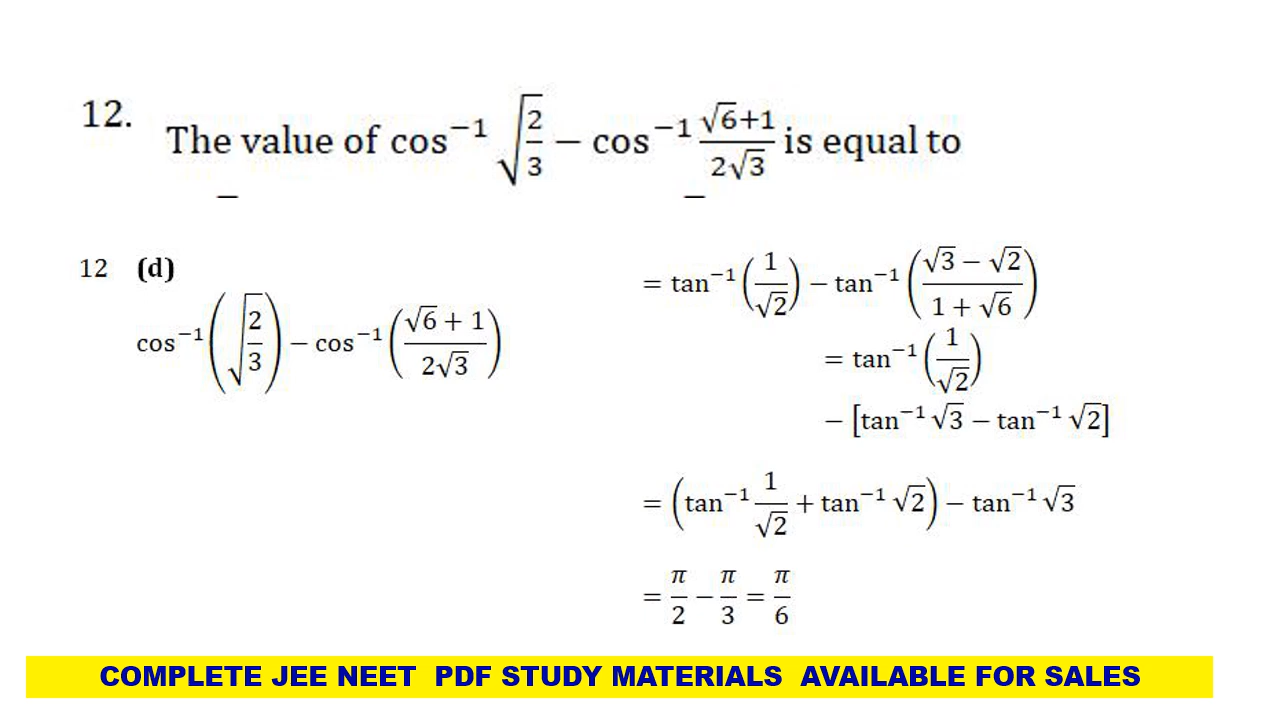 12. The value of cos⁻¹ √(2/3) − cos⁻¹ (√6+1)/(2√3) is equal to
12 (d)
cos⁻¹(√(2/3)) − cos⁻¹((√6 + 1)/(2√3))
= tan⁻¹(1/√2) − tan⁻¹((√3 − √2)/(1 + √6))
= tan⁻¹(1/√2)
− [tan⁻¹ √3 − tan⁻¹ √2]
= (tan⁻¹ 1/√2 + tan⁻¹ √2) − tan⁻¹ √3
= π/2 − π/3 = π/6
COMPLETE JEE NEET PDF STUDY MATERIALS AVAILABLE FOR SALES